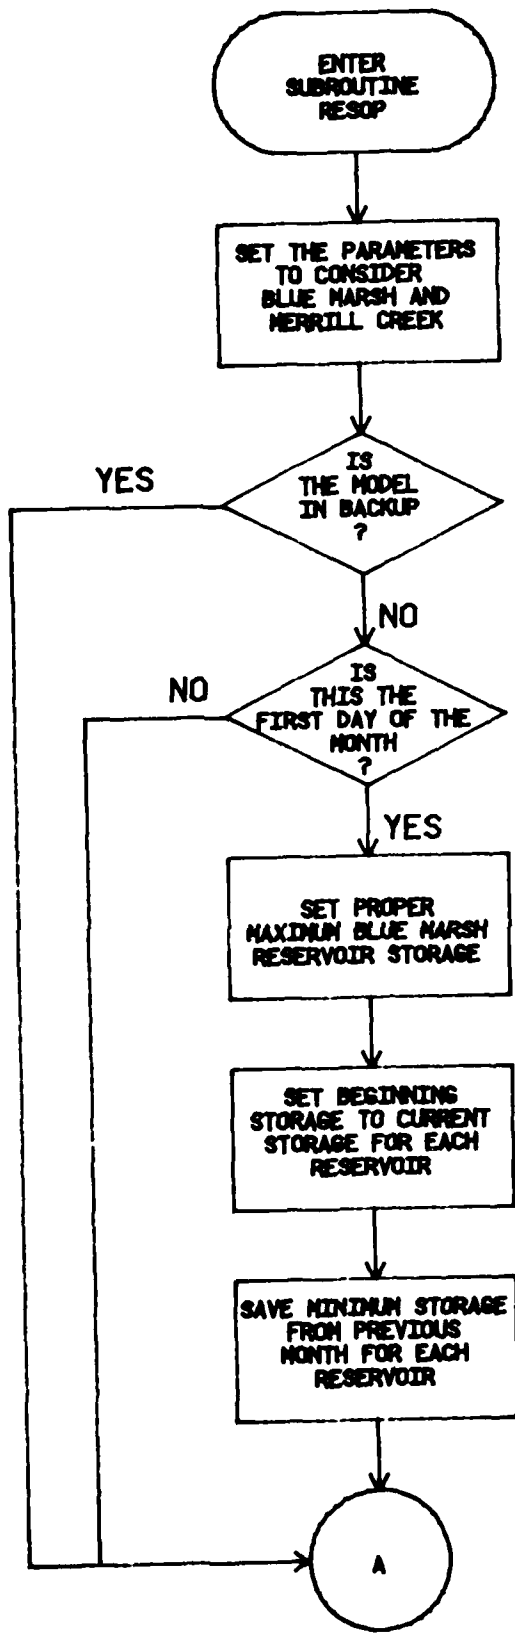 ENTER
SUBROUTINE
RESOP
SET THE PARAMETERS
TO CONSIDER
BLUE MARSH AND
MERRILL CREEK
IS
THE MODEL
IN BACKUP
?
YES
NO
IS
THIS THE
FIRST DAY OF THE
MONTH
?
NO
YES
SET PROPER
MAXIMUM BLUE MARSH
RESERVOIR STORAGE
SET BEGINNING
STORAGE TO CURRENT
STORAGE FOR EACH
RESERVOIR
SAVE MINIMUM STORAGE
FROM PREVIOUS
MONTH FOR EACH
RESERVOIR
A